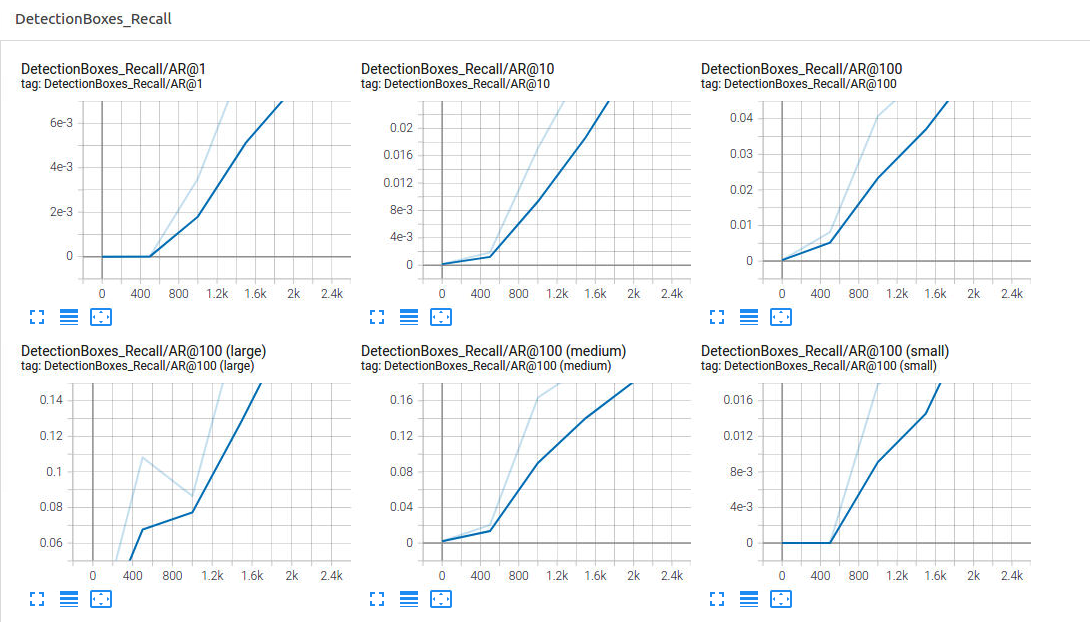 DetectionBoxes_Recall
DetectionBoxes_Recall/AR@1
tag: DetectionBoxes_Recall/AR@1
6e-3
4e-3
2e-3
0
0 400 800 1.2k 1.6k 2k 2.4k
DetectionBoxes_Recall/AR@10
tag: DetectionBoxes_Recall/AR@10
0.02
0.016
0.012
8e-3
4e-3
0
0 400 800 1.2k 1.6k 2k 2.4k
DetectionBoxes_Recall/AR@100
tag: DetectionBoxes_Recall/AR@100
0.04
0.03
0.02
0.01
0
0 400 800 1.2k 1.6k 2k 2.4k
DetectionBoxes_Recall/AR@100 (large)
tag: DetectionBoxes_Recall/AR@100 (large)
0.14
0.12
0.1
0.08
0.06
0 400 800 1.2k 1.6k 2k 2.4k
DetectionBoxes_Recall/AR@100 (medium)
tag: DetectionBoxes_Recall/AR@100 (medium)
0.16
0.12
0.08
0.04
0
0 400 800 1.2k 1.6k 2k 2.4k
DetectionBoxes_Recall/AR@100 (small)
tag: DetectionBoxes_Recall/AR@100 (small)
0.016
0.012
8e-3
4e-3
0
0 400 800 1.2k 1.6k 2k 2.4k